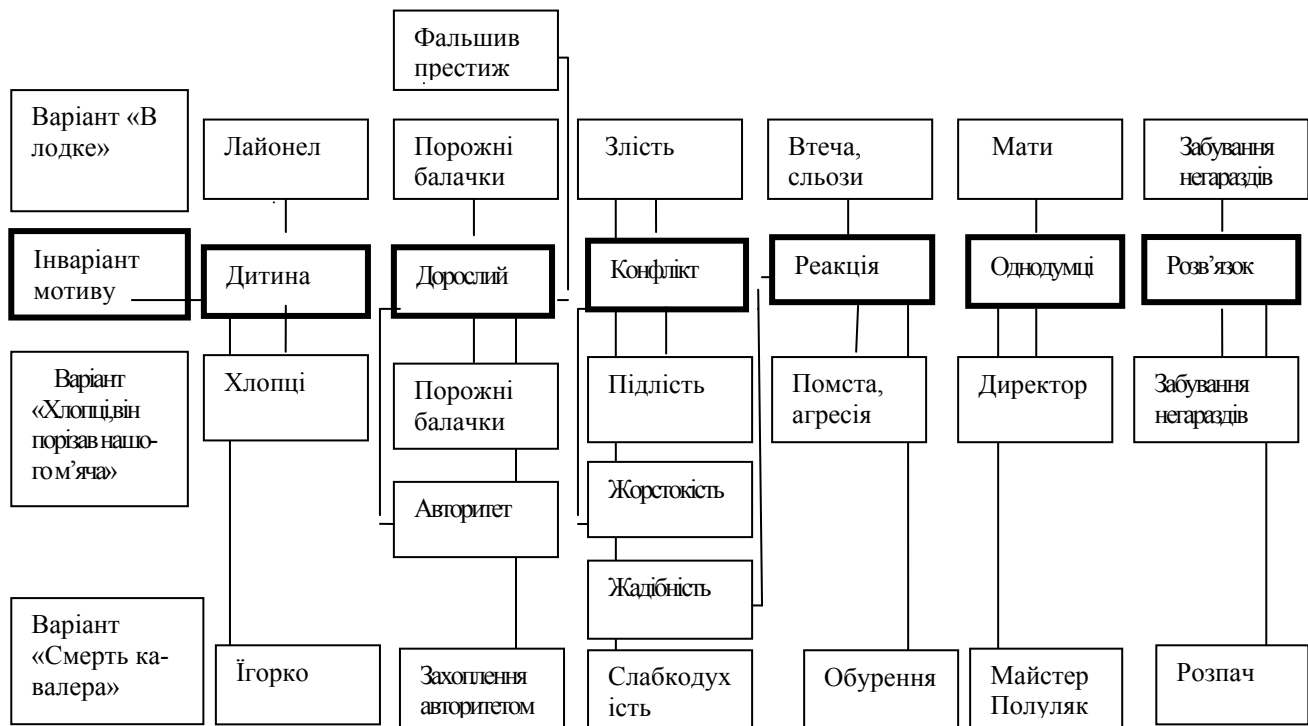 Фальшив
престиж
Варіант «В
лодке»
Лайонел
Порожні
балачки
Злість
Втеча,
сльози
Мати
Забування
негараздів
Інваріант
мотиву
Дитина
Дорослий
Конфлікт
Реакція
Однодумці
Розв’язок
Варіант
«Хлопці,він
порізав нашо-
го м’яча»
Хлопці
Порожні
балачки
Підлість
Помста,
агресія
Директор
Забування
негараздів
Авторитет
Жорстокість
Жадібність
Варіант
«Смерть ка-
валера»
Їгорко
Захоплення
авторитетом
Слабкодух
ість
Обурення
Майстер
Полуляк
Розпач